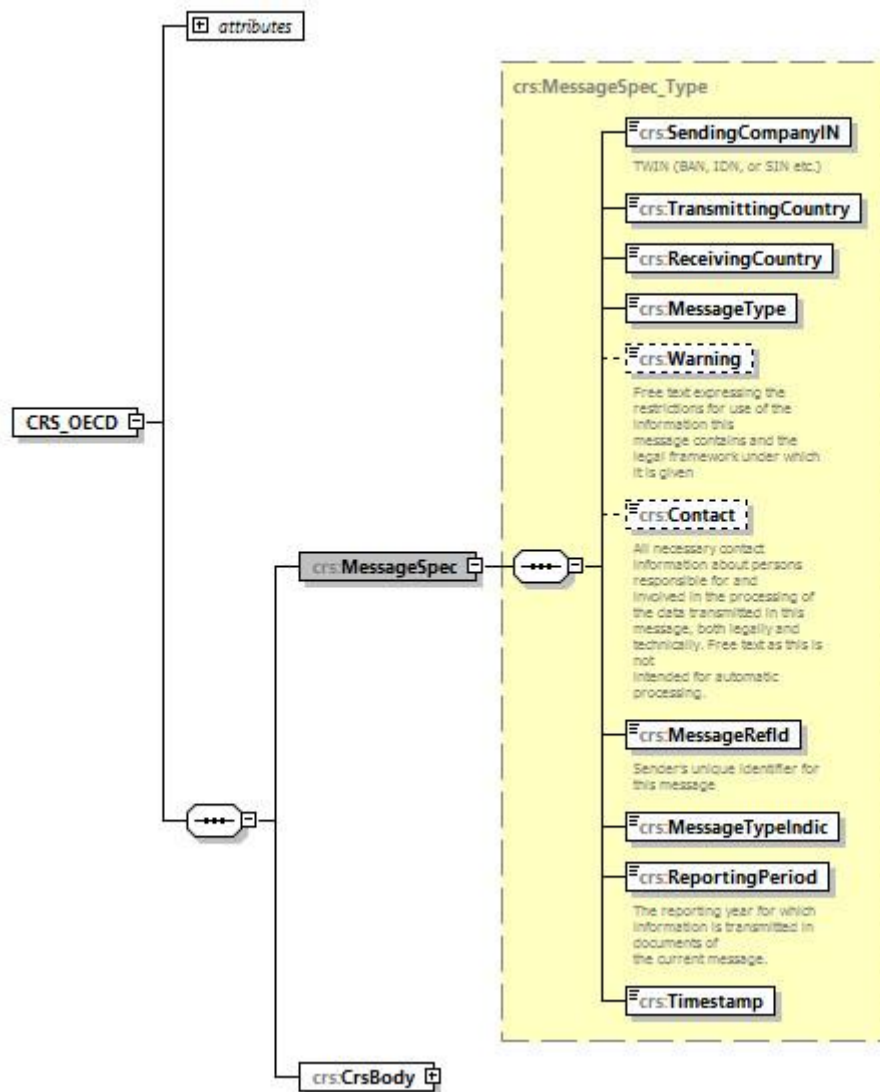 attributes
crs:MessageSpec_Type
crs:SendingCompanyIN
TWIN (BAN, IDN, or SIN etc.)
crs:TransmittingCountry
crs:ReceivingCountry
crs:MessageType
crs:Warning
Free text expressing the
restrictions for use of the
information this
message contains and the
legal framework under which
it is given
CRS_OECD
crs:Contact
All necessary contact
information about persons
responsible for and
involved in the processing of
the data transmitted in this
message, both legally and
technically. Free text as this is
not
intended for automatic
processing.
crs:MessageSpec
crs:MessageRefId
Sender's unique identifier for
this message
crs:MessageTypeIndic
crs:ReportingPeriod
The reporting year for which
information is transmitted in
documents of
the current message.
crs:Timestamp
crs:CrsBody